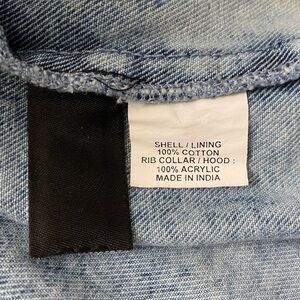 SHELL / LINING
100% COTTON
RIB COLLAR / HOOD :
100% ACRYLIC
MADE IN INDIA